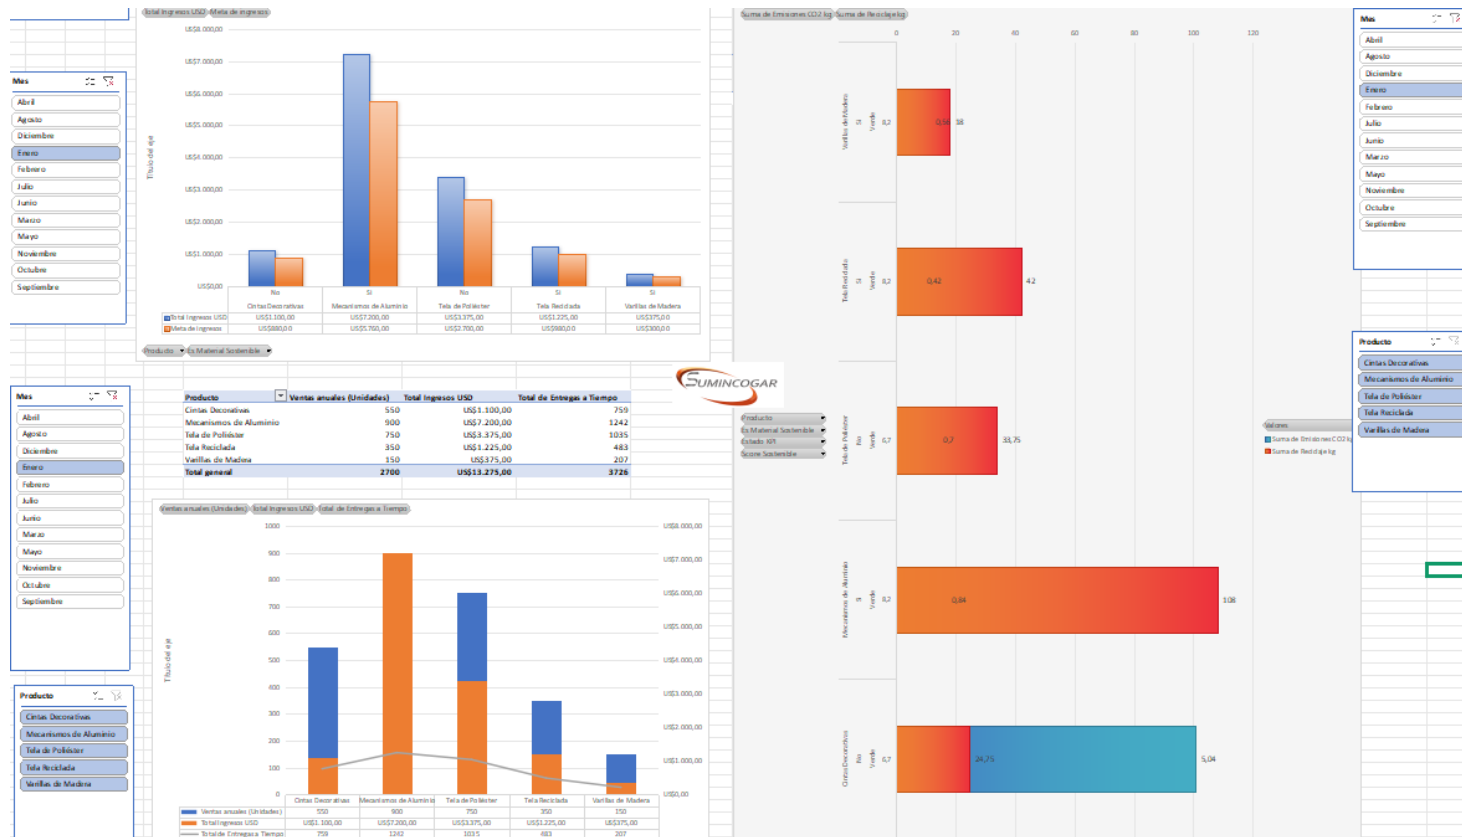 Total Ingresos USD Meta de ingresos
US$8.000,00
US$7.000,00
US$6.000,00
US$5.000,00
US$4.000,00
US$3.000,00
US$2.000,00
US$1.000,00
US$0,00
Título del eje
No Si No Si Si
Cintas Decorativas Mecanismos de Aluminio Tela de Poliéster Tela Reciclada Varillas de Madera
Total Ingresos USD US$1.100,00 US$7.200,00 US$3.375,00 US$1.225,00 US$375,00
Meta de Ingresos US$880,00 US$5.760,00 US$2.700,00 US$980,00 US$300,00
Producto Es Material Sostenible
Mes
Abril
Agosto
Diciembre
Enero
Febrero
Julio
Junio
Marzo
Mayo
Noviembre
Octubre
Septiembre
SUMINCOGAR
Mes
Abril
Agosto
Diciembre
Enero
Febrero
Julio
Junio
Marzo
Mayo
Noviembre
Octubre
Septiembre
Producto Ventas anuales (Unidades) Total Ingresos USD Total de Entregas a Tiempo
Cintas Decorativas 550 US$1.100,00 759
Mecanismos de Aluminio 900 US$7.200,00 1242
Tela de Poliéster 750 US$3.375,00 1035
Tela Reciclada 350 US$1.225,00 483
Varillas de Madera 150 US$375,00 207
Total general 2700 US$13.275,00 3726
Producto
Cintas Decorativas
Mecanismos de Aluminio
Tela de Poliéster
Tela Reciclada
Varillas de Madera
Ventas anuales (Unidades) Total Ingresos USD Total de Entregas a Tiempo
1000
900
800
700
600
500
400
300
200
100
0
Título del eje
US$8.000,00
US$7.000,00
US$6.000,00
US$5.000,00
US$4.000,00
US$3.000,00
US$2.000,00
US$1.000,00
US$0,00
Cintas Decorativas Mecanismos de Aluminio Tela de Poliéster Tela Reciclada Varillas de Madera
Ventas anuales (Unidades) 550 900 750 350 150
Total Ingresos USD US$1.100,00 US$7.200,00 US$3.375,00 US$1.225,00 US$375,00
Total de Entregas a Tiempo 759 1242 1035 483 207
Suma de Emisiones CO2 kg Suma de Reciclaje kg
0 20 40 60 80 100 120
Varillas de Madera Si Verde 8,2 0,56 18
Tela Reciclada Si Verde 8,2 0,42 42
Tela de Poliéster No Verde 6,7 0,7 33,75
Mecanismos de Aluminio Si Verde 8,2 0,84 108
Cintas Decorativas No Verde 6,7 24,75 5,04
Producto
Es Material Sostenible
Estado KPI
Score Sostenible
Valores
Suma de Emisiones CO2 kg
Suma de Reciclaje kg
Mes
Abril
Agosto
Diciembre
Enero
Febrero
Julio
Junio
Marzo
Mayo
Noviembre
Octubre
Septiembre
Producto
Cintas Decorativas
Mecanismos de Aluminio
Tela de Poliéster
Tela Reciclada
Varillas de Madera